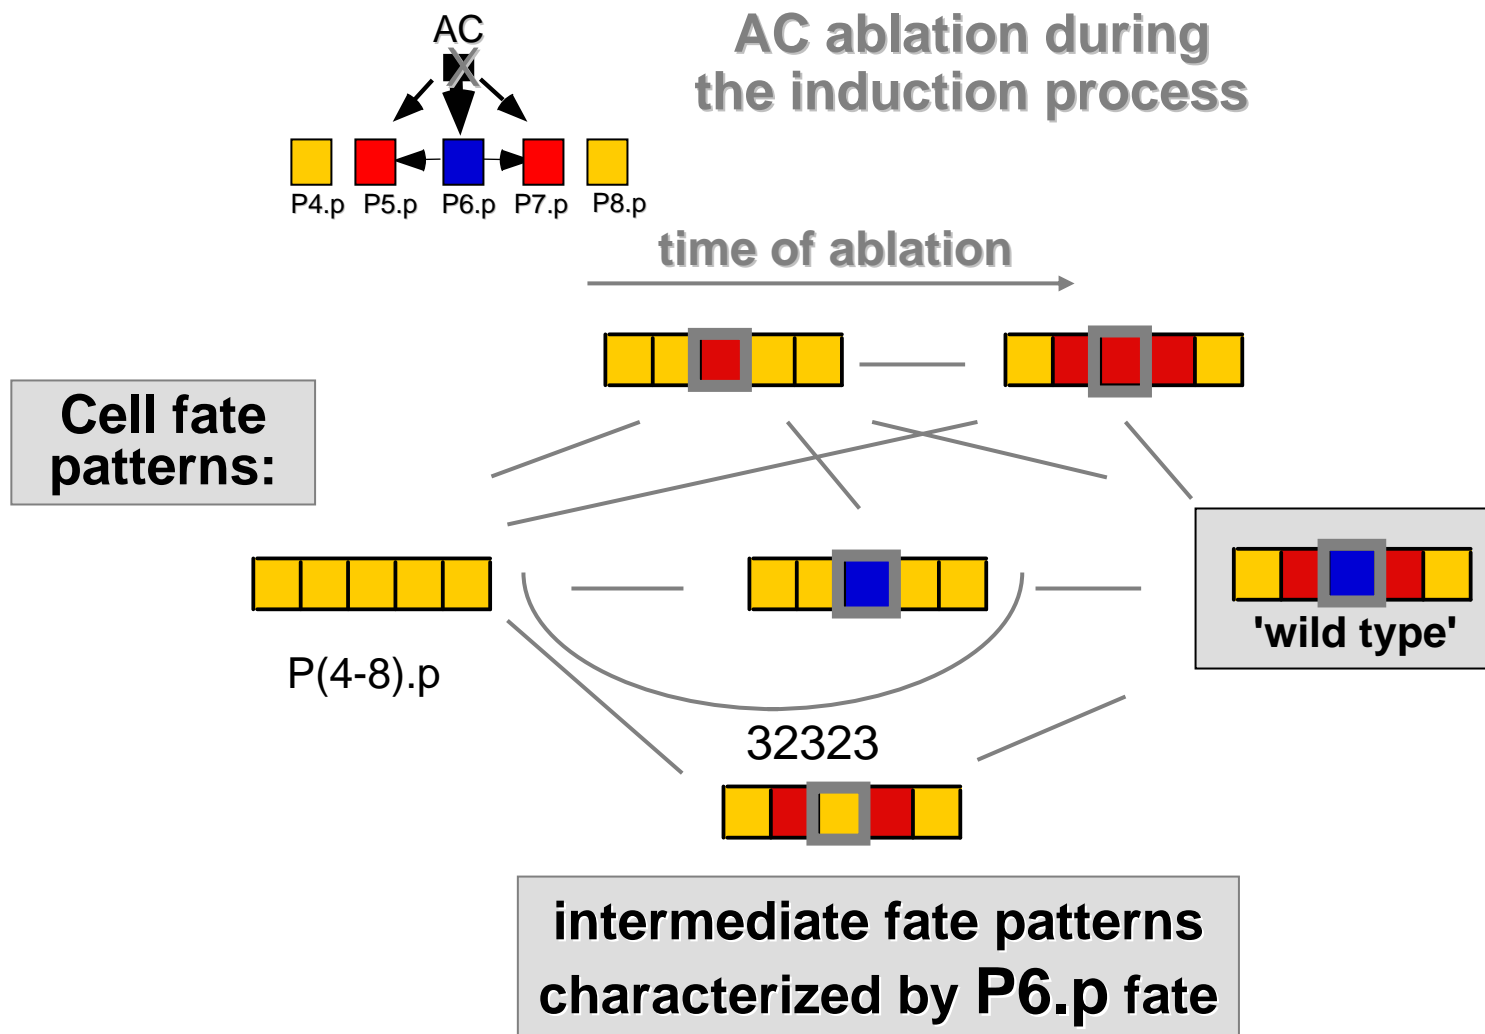 AC
X
AC ablation during
the induction process
P4.p P5.p P6.p P7.p P8.p
time of ablation
Cell fate
patterns:
P(4-8).p
'wild type'
32323
intermediate fate patterns
characterized by P6.p fate